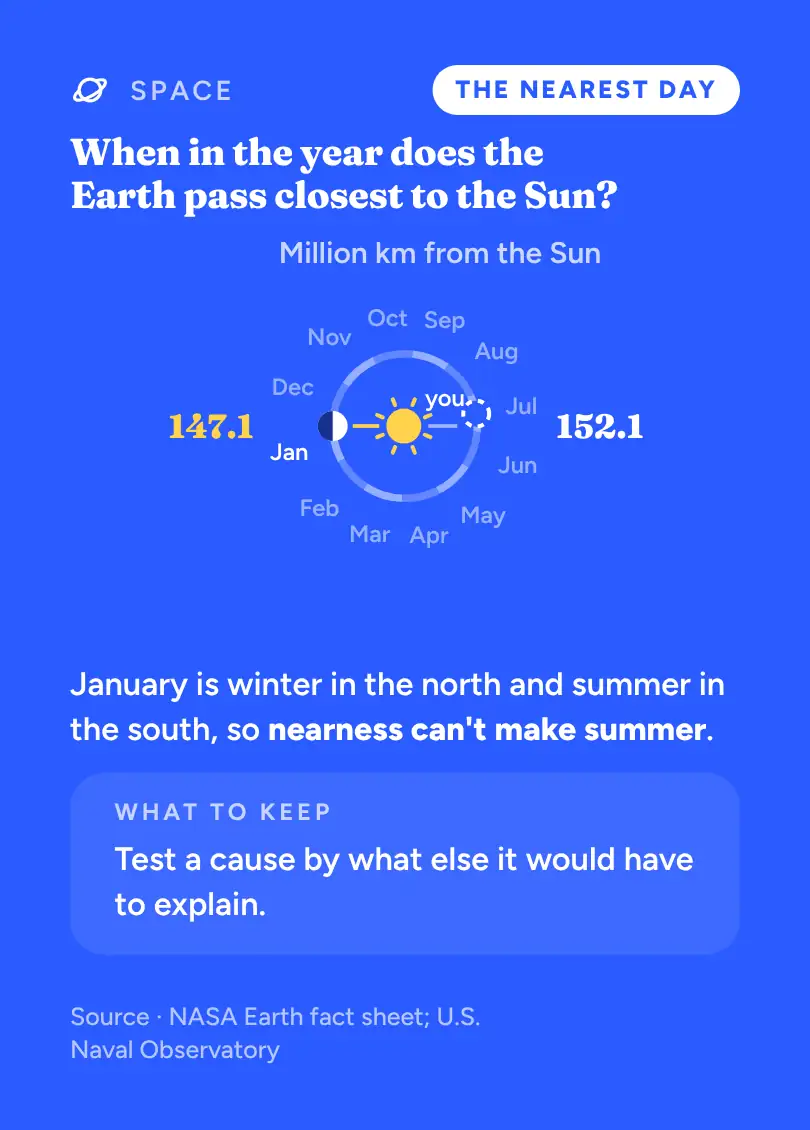 SPACE
THE NEAREST DAY
When in the year does the
Earth pass closest to the Sun?
Million km from the Sun
Oct
Sep
Nov
Aug
Dec
you
Jul
147.1
152.1
Jan
Jun
Feb
May
Mar
Apr
January is winter in the north and summer in
the south, so nearness can't make summer.
WHAT TO KEEP
Test a cause by what else it would have
to explain.
Source · NASA Earth fact sheet; U.S.
Naval Observatory